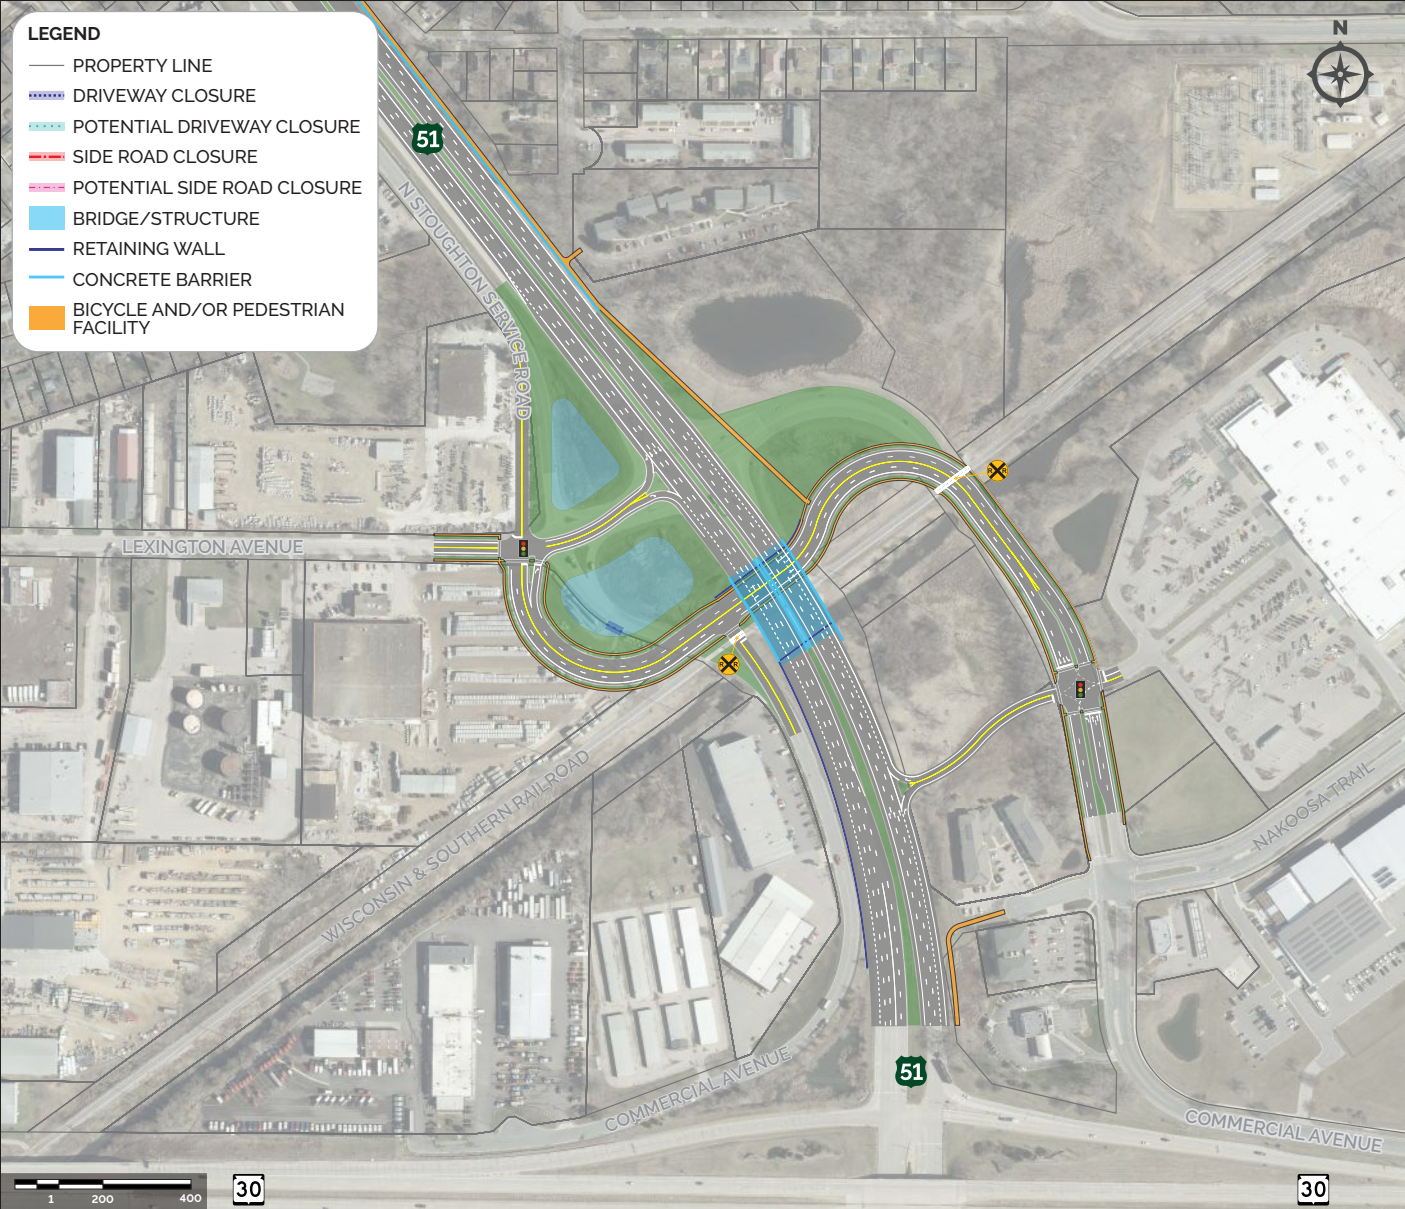 LEGEND
PROPERTY LINE
DRIVEWAY CLOSURE
POTENTIAL DRIVEWAY CLOSURE
SIDE ROAD CLOSURE
POTENTIAL SIDE ROAD CLOSURE
BRIDGE/STRUCTURE
RETAINING WALL
CONCRETE BARRIER
BICYCLE AND/OR PEDESTRIAN
FACILITY
N
51
N STOUGHTON SERVICE ROAD
R R
LEXINGTON AVENUE
R R
WISCONSIN & SOUTHERN RAILROAD
NAKOOSA TRAIL
51
COMMERCIAL AVENUE
COMMERCIAL AVENUE
30
30
1 200 400